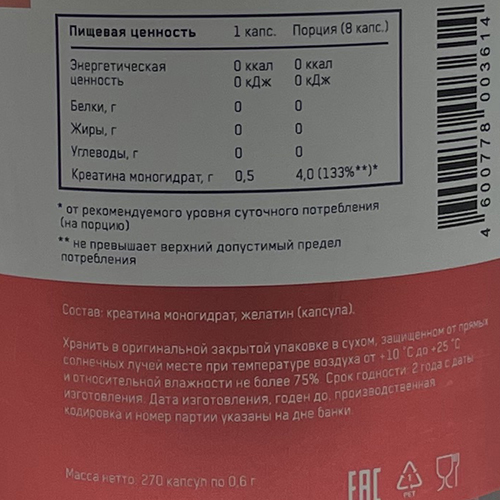 Пищевая ценность 1 капс. Порция (8 капс.)
Энергетическая 0 ккал 0 ккал
ценность 0 кДж 0 кДж
Белки, г 0 0
Жиры, г 0 0
Углеводы, г 0 0
Креатина моногидрат, г 0,5 4,0 (133%**)*
* от рекомендуемого уровня суточного потребления
(на порцию)
** не превышает верхний допустимый предел
потребления
4 600778 003614
Состав: креатина моногидрат, желатин (капсула).
Хранить в оригинальной закрытой упаковке в сухом, защищенном от прямых
солнечных лучей месте при температуре воздуха от +10 °С до +25 °С
и относительной влажности не более 75%. Срок годности: 2 года с даты
изготовления. Дата изготовления, годен до, производственная
кодировка и номер партии указаны на дне банки.
Масса нетто: 270 капсул по 0,6 г
EAC
PET